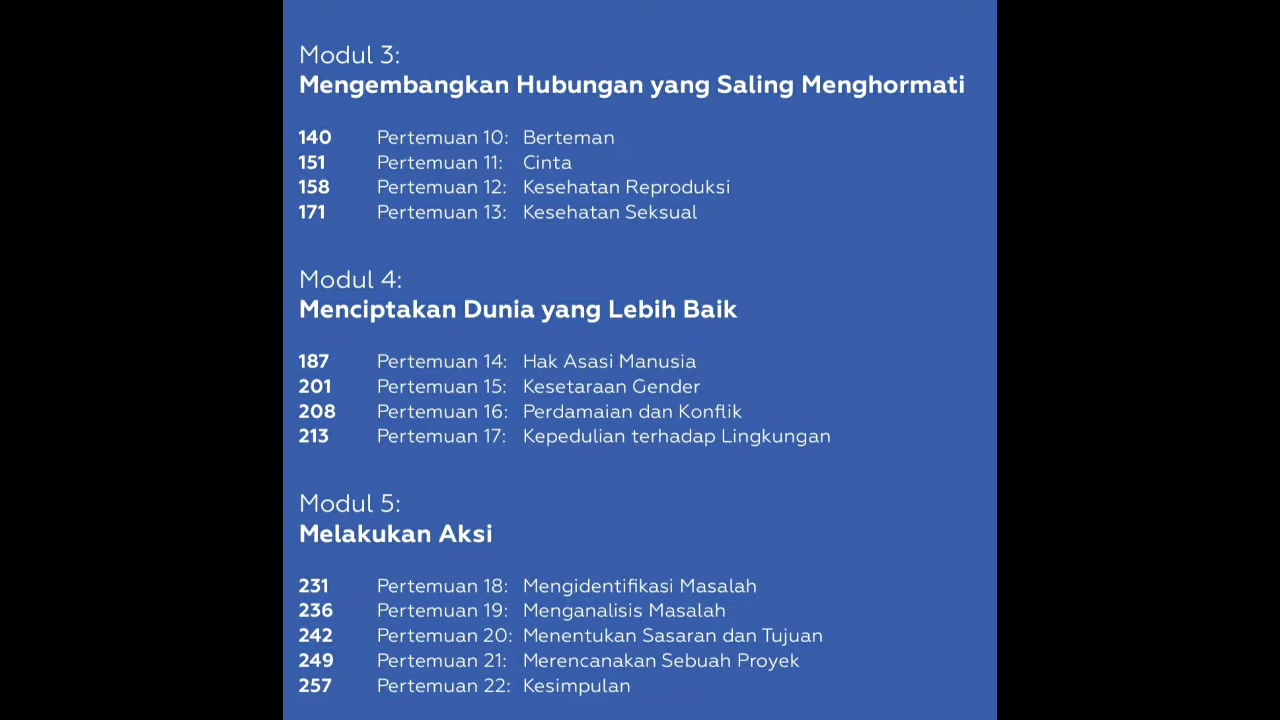 Modul 3:
Mengembangkan Hubungan yang Saling Menghormati
140 Pertemuan 10: Berteman
151 Pertemuan 11: Cinta
158 Pertemuan 12: Kesehatan Reproduksi
171 Pertemuan 13: Kesehatan Seksual
Modul 4:
Menciptakan Dunia yang Lebih Baik
187 Pertemuan 14: Hak Asasi Manusia
201 Pertemuan 15: Kesetaraan Gender
208 Pertemuan 16: Perdamaian dan Konflik
213 Pertemuan 17: Kepedulian terhadap Lingkungan
Modul 5:
Melakukan Aksi
231 Pertemuan 18: Mengidentifikasi Masalah
236 Pertemuan 19: Menganalisis Masalah
242 Pertemuan 20: Menentukan Sasaran dan Tujuan
249 Pertemuan 21: Merencanakan Sebuah Proyek
257 Pertemuan 22: Kesimpulan